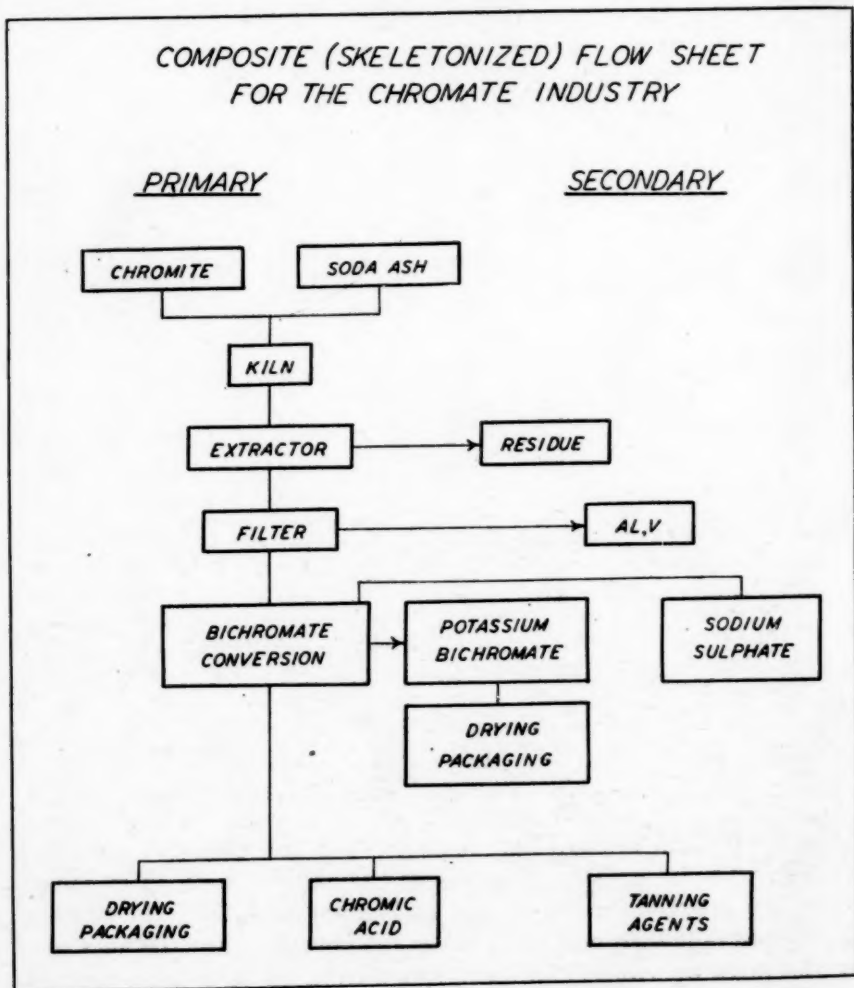 COMPOSITE (SKELETONIZED) FLOW SHEET
FOR THE CHROMATE INDUSTRY
PRIMARY
SECONDARY
CHROMITE
SODA ASH
KILN
EXTRACTOR
RESIDUE
FILTER
AL,V
BICHROMATE
CONVERSION
POTASSIUM
BICHROMATE
SODIUM
SULPHATE
DRYING
PACKAGING
DRYING
PACKAGING
CHROMIC
ACID
TANNING
AGENTS